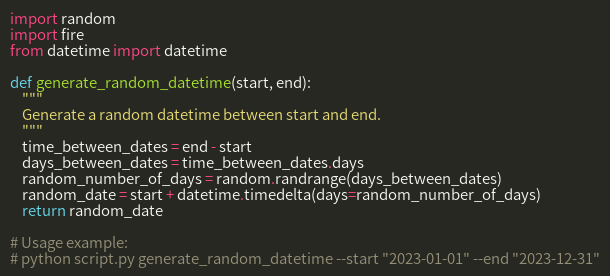 import random
import fire
from datetime import datetime

def generate_random_datetime(start, end):
    """
    Generate a random datetime between start and end.
    """
    time_between_dates = end - start
    days_between_dates = time_between_dates.days
    random_number_of_days = random.randrange(days_between_dates)
    random_date = start + datetime.timedelta(days=random_number_of_days)
    return random_date

# Usage example:
# python script.py generate_random_datetime --start "2023-01-01" --end "2023-12-31"